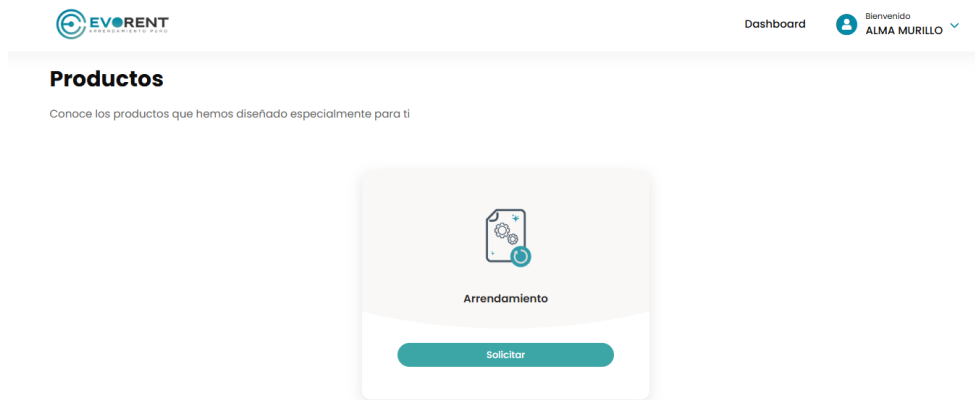 EVORENT
ARRENDAMIENTO PURO
Dashboard
Bienvenido
ALMA MURILLO
Productos
Conoce los productos que hemos diseñado especialmente para ti
Arrendamiento
Solicitar